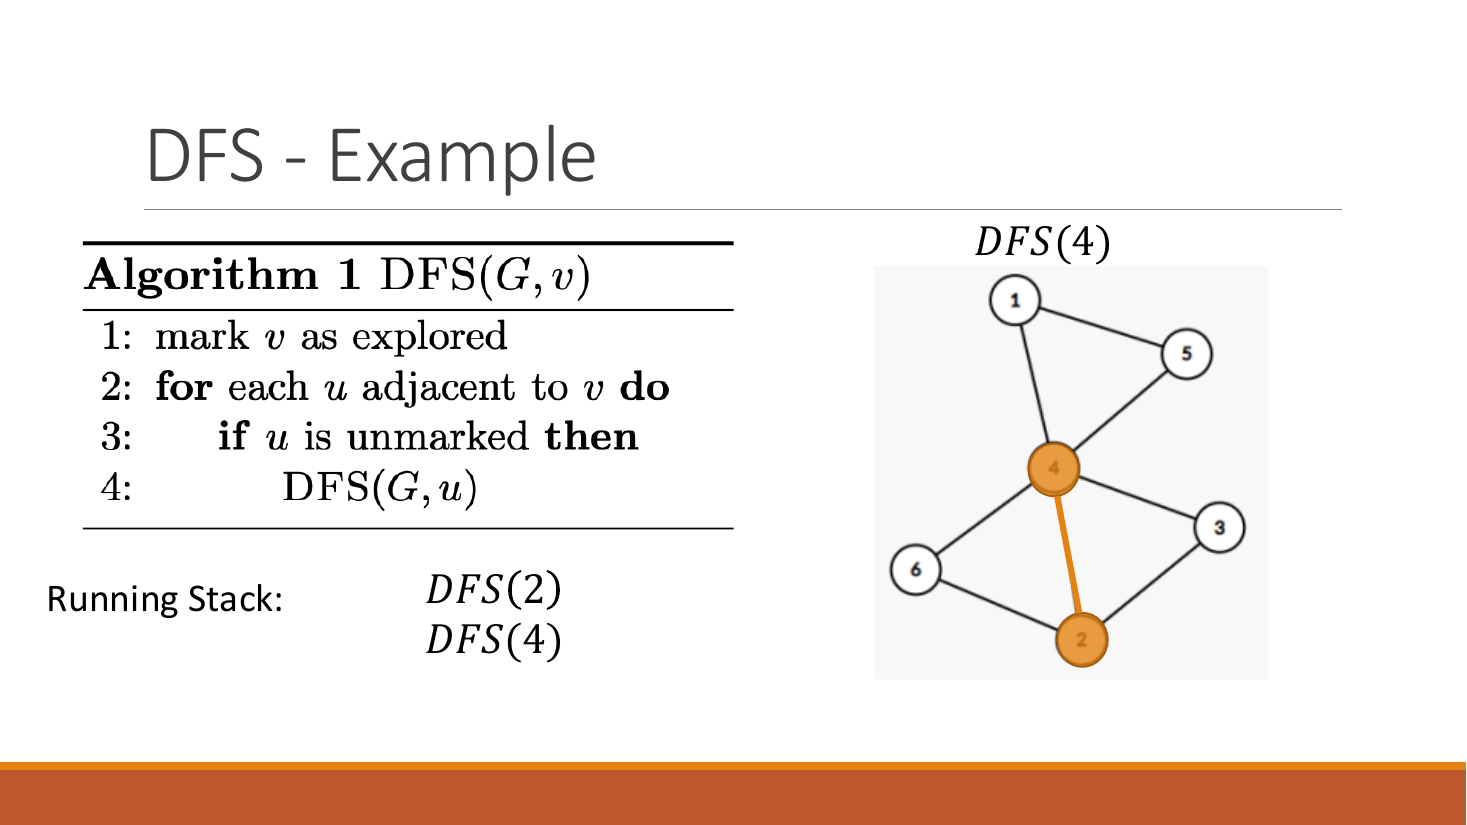 DFS - Example
Algorithm 1 DFS(G, v)
1: mark v as explored
2: for each u adjacent to v do
3: if u is unmarked then
4: DFS(G, u)
Running Stack:
DFS(2)
DFS(4)
DFS(4)
1
5
4
3
6
2